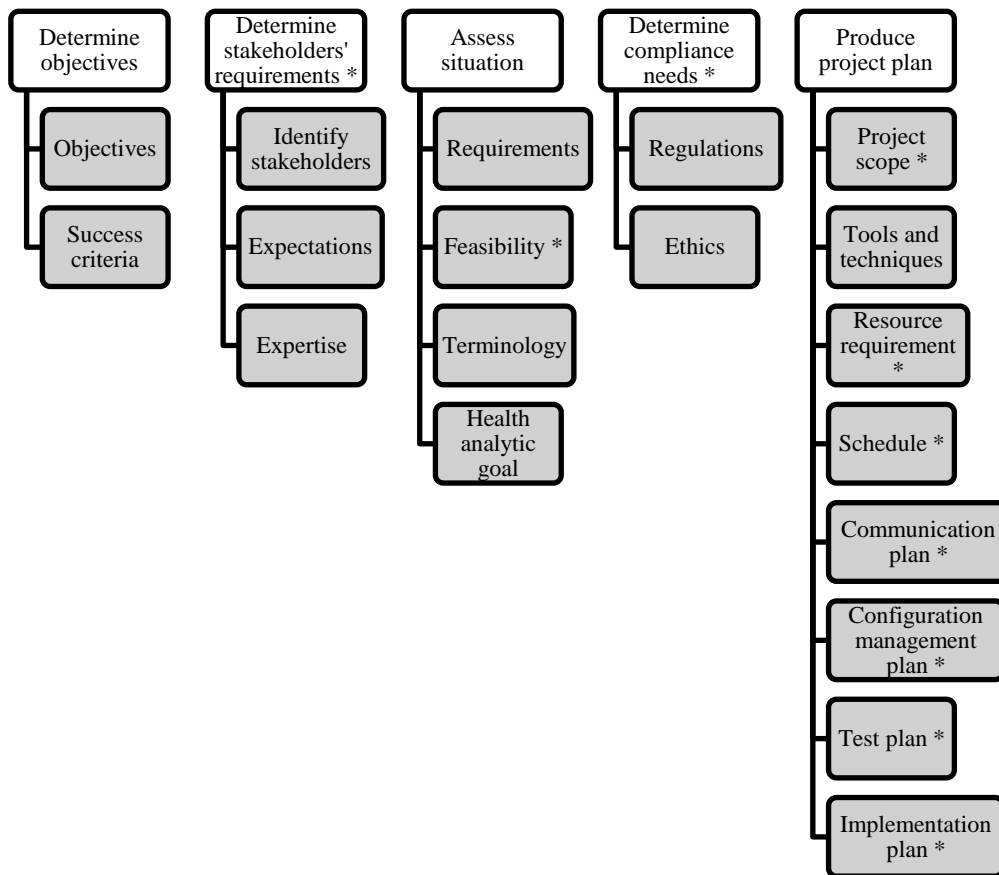 Determine
objectives
Objectives
Success
criteria
Determine
stakeholders'
requirements *
Identify
stakeholders
Expectations
Expertise
Assess
situation
Requirements
Feasibility *
Terminology
Health
analytic
goal
Determine
compliance
needs *
Regulations
Ethics
Produce
project plan
Project
scope *
Tools and
techniques
Resource
requirement
*
Schedule *
Communication
plan *
Configuration
management
plan *
Test plan *
Implementation
plan *